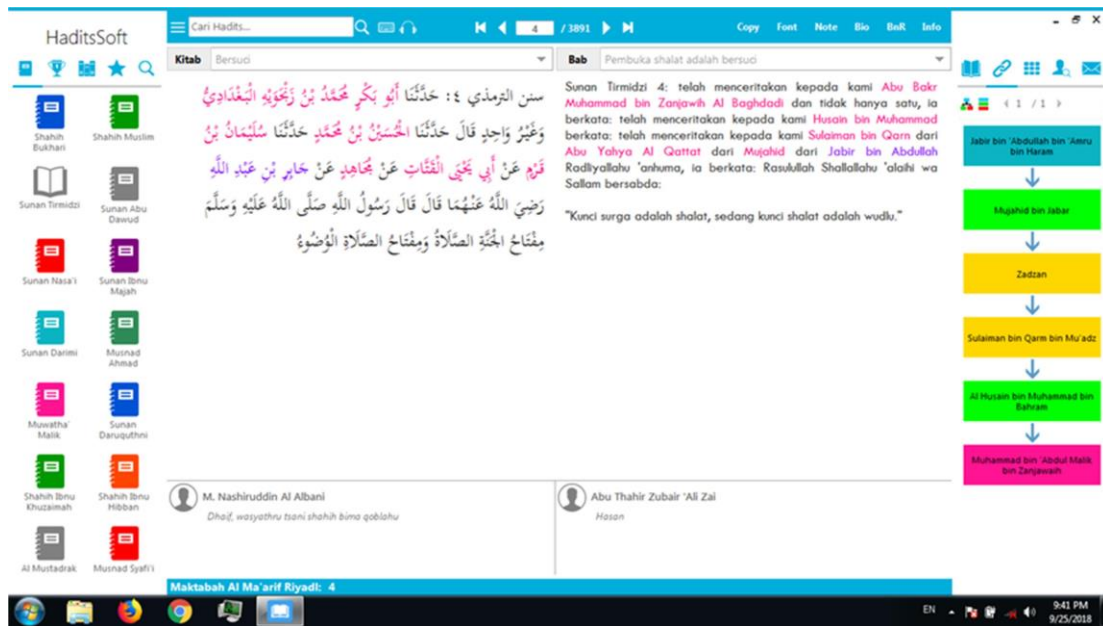 HaditsSoft
Cari Hadits...
4 / 3891
Copy Font Note Bio BnR Info
Kitab Bersuci
Bab Pembuka shalat adalah bersuci
Shahih Bukhari
Shahih Muslim
Sunan Tirmidzi
Sunan Abu Dawud
Sunan Nasa'i
Sunan Ibnu Majah
Sunan Darimi
Musnad Ahmad
Muwatha' Malik
Sunan Daruquthni
Shahih Ibnu Khuzaimah
Shahih Ibnu Hibban
Al Mustadrak
Musnad Syafi'i
سنن الترمذي ٤: حَدَّثَنَا أَبُو بَكْرٍ مُحَمَّدُ بْنُ زَنْجَوَيْهِ الْبَغْدَادِيُّ
وَغَيْرُ وَاحِدٍ قَالَ حَدَّثَنَا الْحُسَيْنُ بْنُ مُحَمَّدٍ حَدَّثَنَا سُلَيْمَانُ بْنُ
قَرْمٍ عَنْ أَبِي يَحْيَى الْقَتَّاتِ عَنْ مُجَاهِدٍ عَنْ جَابِرِ بْنِ عَبْدِ اللَّهِ
رَضِيَ اللَّهُ عَنْهُمَا قَالَ قَالَ رَسُولُ اللَّهِ صَلَّى اللَّهُ عَلَيْهِ وَسَلَّمَ
مِفْتَاحُ الْجَنَّةِ الصَّلَاةُ وَمِفْتَاحُ الصَّلَاةِ الْوُضُوءُ
Sunan Tirmidzi 4: telah menceritakan kepada kami Abu Bakr
Muhammad bin Zanjawih Al Baghdadi dan tidak hanya satu, ia
berkata: telah menceritakan kepada kami Husain bin Muhammad
berkata: telah menceritakan kepada kami Sulaiman bin Qarn dari
Abu Yahya Al Qattat dari Mujahid dari Jabir bin Abdullah
Radliyallahu 'anhuma, ia berkata: Rasulullah Shallallahu 'alaihi wa
Sallam bersabda:
"Kunci surga adalah shalat, sedang kunci shalat adalah wudlu."
1 / 1
Jabir bin 'Abdullah bin 'Amru
bin Haram
Mujahid bin Jabar
Zadzan
Sulaiman bin Qarm bin Mu'adz
Al Husain bin Muhammad bin
Bahram
Muhammad bin 'Abdul Malik
bin Zanjawaih
M. Nashiruddin Al Albani
Dhaif, wasyathru tsani shahih bima qoblahu
Abu Thahir Zubair 'Ali Zai
Hasan
Maktabah Al Ma'arif Riyadl: 4
EN
9:41 PM
9/25/2018